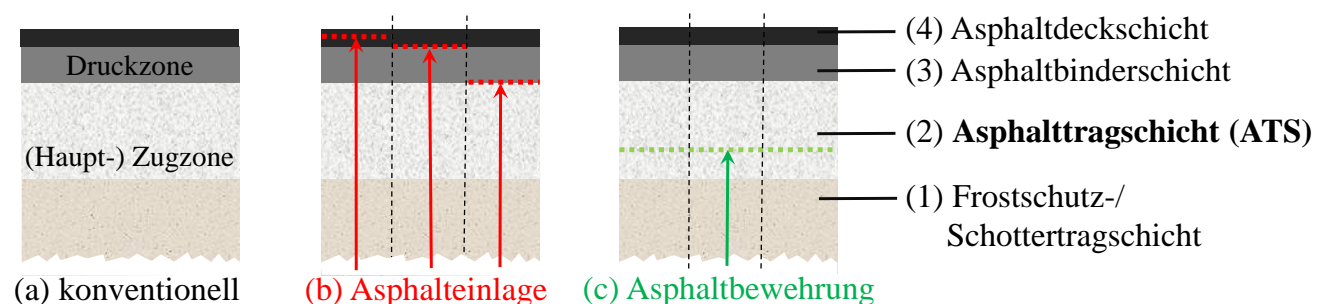 Druckzone
(Haupt-) Zugzone
(a) konventionell
(b) Asphalteinlage
(c) Asphaltbewehrung
(4) Asphaltdeckschicht
(3) Asphaltbinderschicht
(2) Asphalttragschicht (ATS)
(1) Frostschutz-/
Schottertragschicht